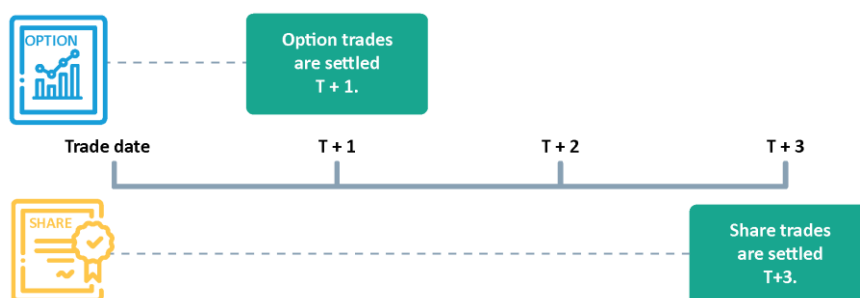 OPTION
Option trades
are settled
T + 1.
Trade date
T + 1
T + 2
T + 3
SHARE
Share trades
are settled
T+3.